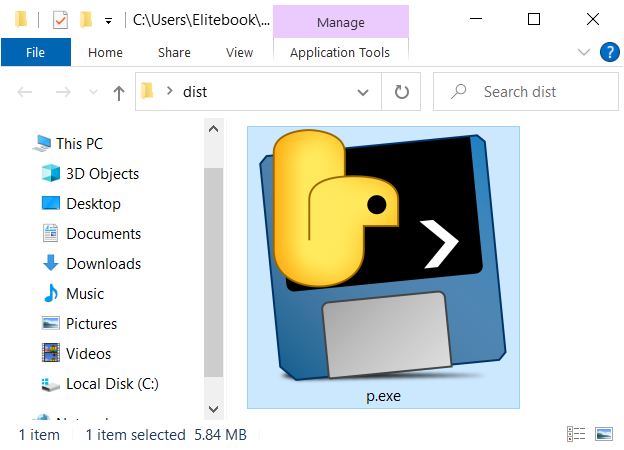 C:\Users\Elitebook\...
Manage
File
Home
Share
View
Application Tools
?
dist
Search dist
This PC
3D Objects
Desktop
Documents
Downloads
Music
Pictures
Videos
Local Disk (C:)
p.exe
1 item
1 item selected 5.84 MB